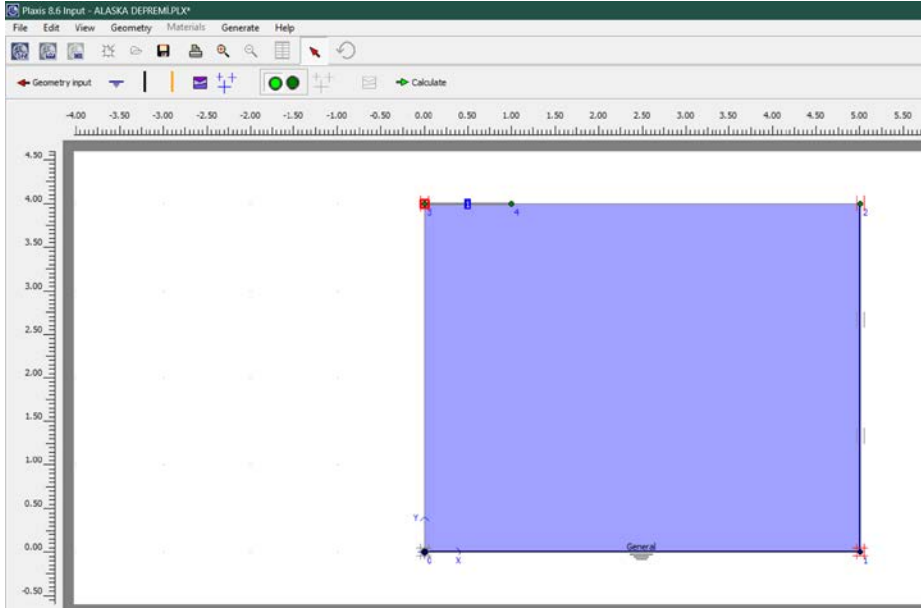 Plaxis 8.6 Input - ALASKA DEPREMİ.PLX*
File Edit View Geometry Materials Generate Help
Geometry input Calculate
-4.00 -3.50 -3.00 -2.50 -2.00 -1.50 -1.00 -0.50 0.00 0.50 1.00 1.50 2.00 2.50 3.00 3.50 4.00 4.50 5.00 5.50
4.50
4.00
3 1 4 2
3.50
3.00
2.50
2.00
1.50
1.00
0.50
Y
0.00
General
0 X 1
-0.50